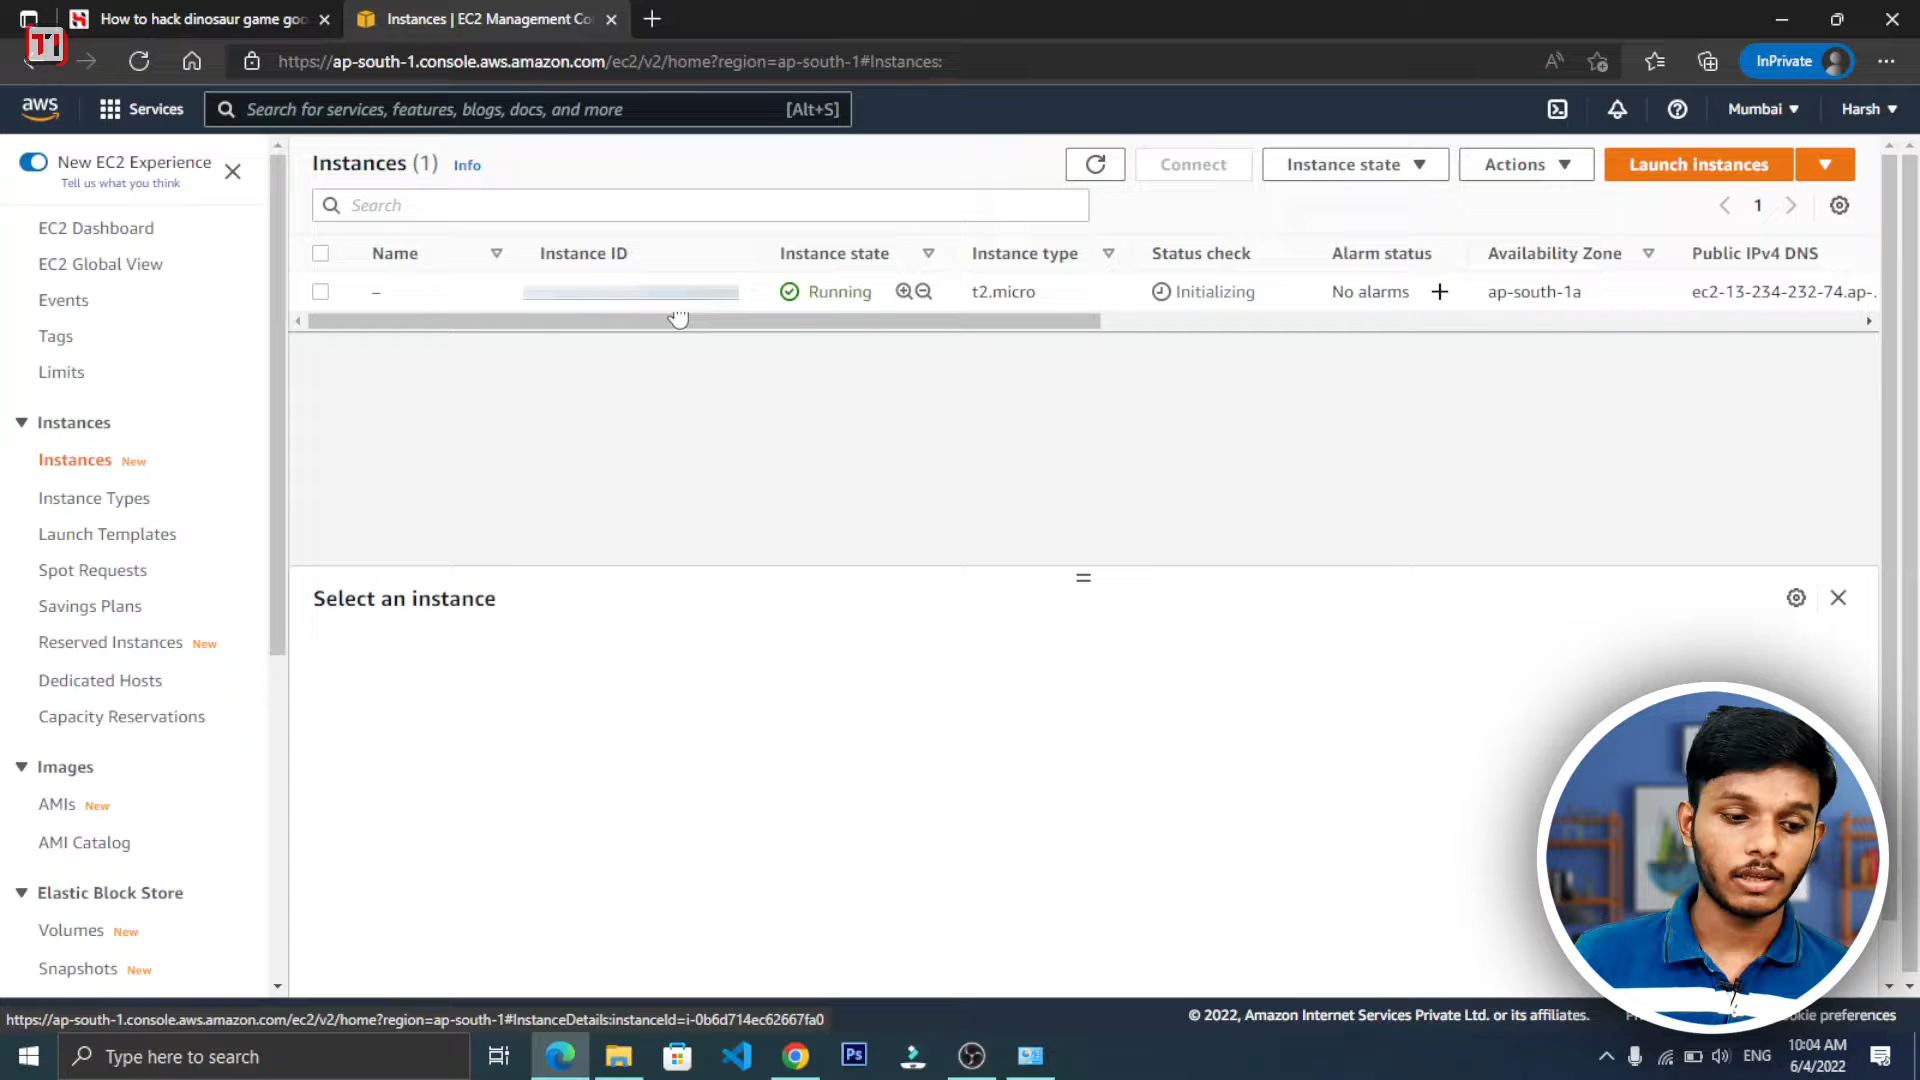 How to hack dinosaur game goo
Instances | EC2 Management Co
https://ap-south-1.console.aws.amazon.com/ec2/v2/home?region=ap-south-1#Instances:
InPrivate
aws
Services
Search for services, features, blogs, docs, and more
[Alt+S]
Mumbai
Harsh
New EC2 Experience
Tell us what you think
EC2 Dashboard
EC2 Global View
Events
Tags
Limits
Instances
Instances New
Instance Types
Launch Templates
Spot Requests
Savings Plans
Reserved Instances New
Dedicated Hosts
Capacity Reservations
Images
AMIs New
AMI Catalog
Elastic Block Store
Volumes New
Snapshots New
Instances (1) Info
Connect
Instance state
Actions
Launch instances
Search
1
Name
Instance ID
Instance state
Instance type
Status check
Alarm status
Availability Zone
Public IPv4 DNS
–
Running
t2.micro
Initializing
No alarms
ap-south-1a
ec2-13-234-232-74.ap-...
Select an instance
https://ap-south-1.console.aws.amazon.com/ec2/v2/home?region=ap-south-1#InstanceDetails:instanceId=i-0b6d714ec62667fa0
© 2022, Amazon Internet Services Private Ltd. or its affiliates.
preferences
Type here to search
Ps
ENG
10:04 AM
6/4/2022